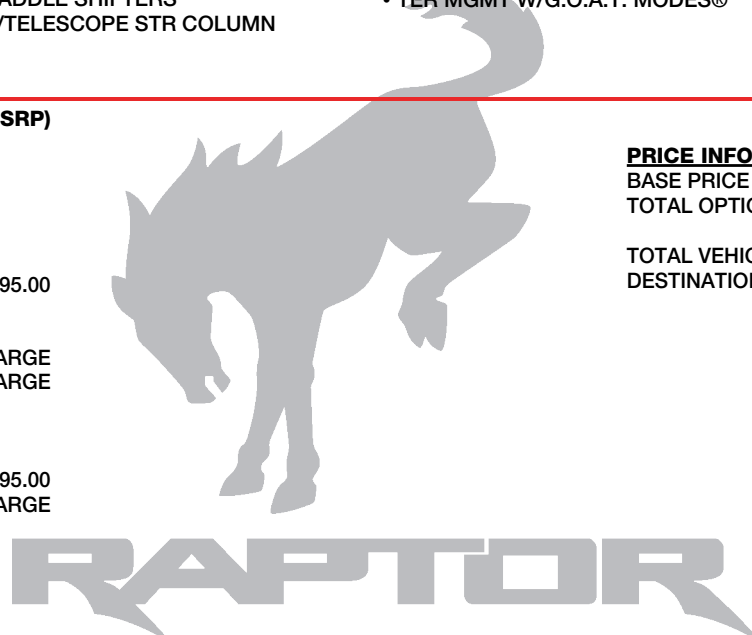 ADDLE SHIFTERS
/TELESCOPE STR COLUMN
• TER MGMT W/G.O.A.T. MODES®
SRP)
95.00
ARGE
ARGE
95.00
ARGE
PRICE INFO
BASE PRICE
TOTAL OPTIO
TOTAL VEHIC
DESTINATION
RAPTOR